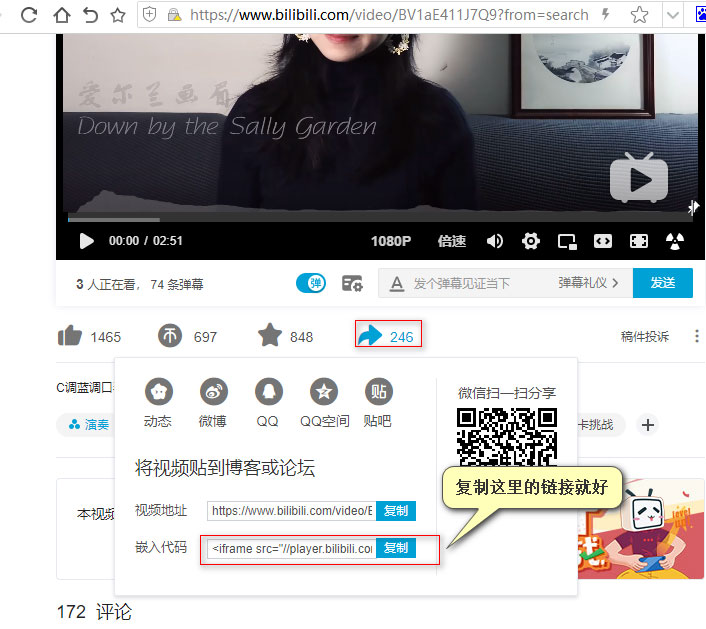 https://www.bilibili.com/video/BV1aE411J7Q9?from=search
爱尔兰画眉
Down by the Sally Garden
00:00 / 02:51
1080P
倍速
3 人正在看， 74 条弹幕
弹
A 发个弹幕见证当下
弹幕礼仪 >
发送
1465
697
848
246
稿件投诉
C调蓝调口
动态
微博
QQ
QQ空间
贴
贴吧
微信扫一扫分享
演奏
卡挑战
将视频贴到博客或论坛
复制这里的链接就好
视频地址
https://www.bilibili.com/video/B
复制
本视频
嵌入代码
<iframe src="//player.bilibili.com
复制
172 评论